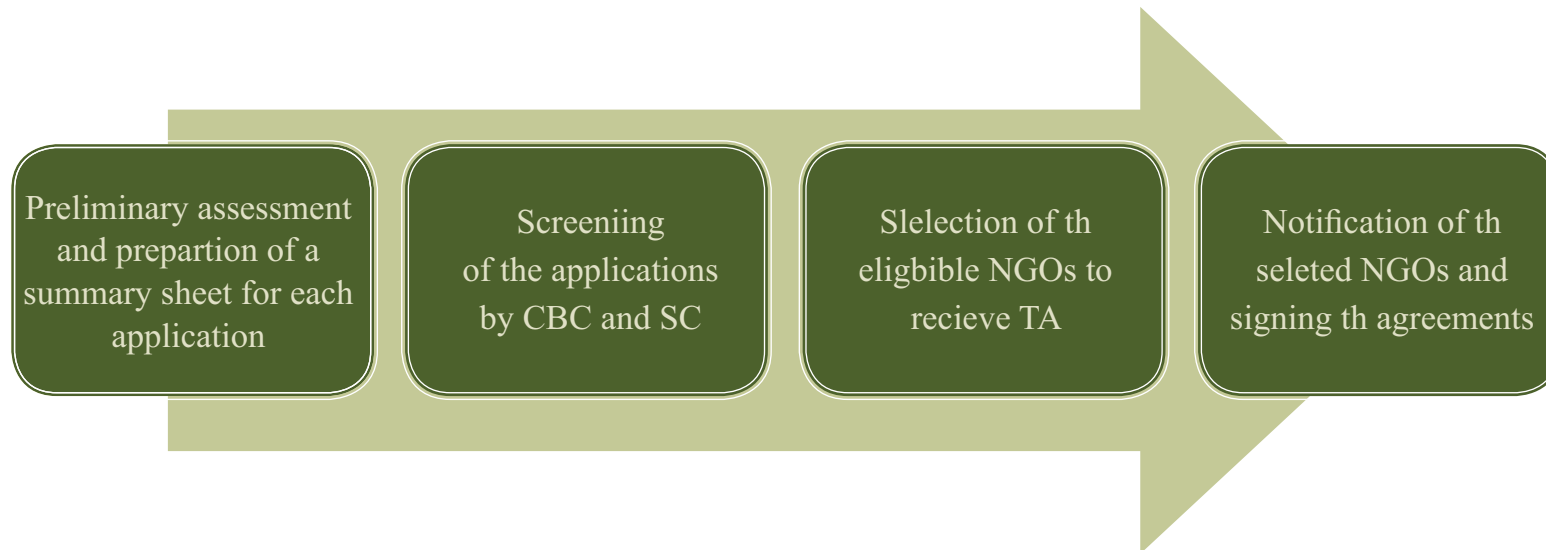 Preliminary assessment
and prepartion of a
summary sheet for each
application
Screeniing
of the applications
by CBC and SC
Slelection of th
eligbible NGOs to
recieve TA
Notification of th
seleted NGOs and
signing th agreements